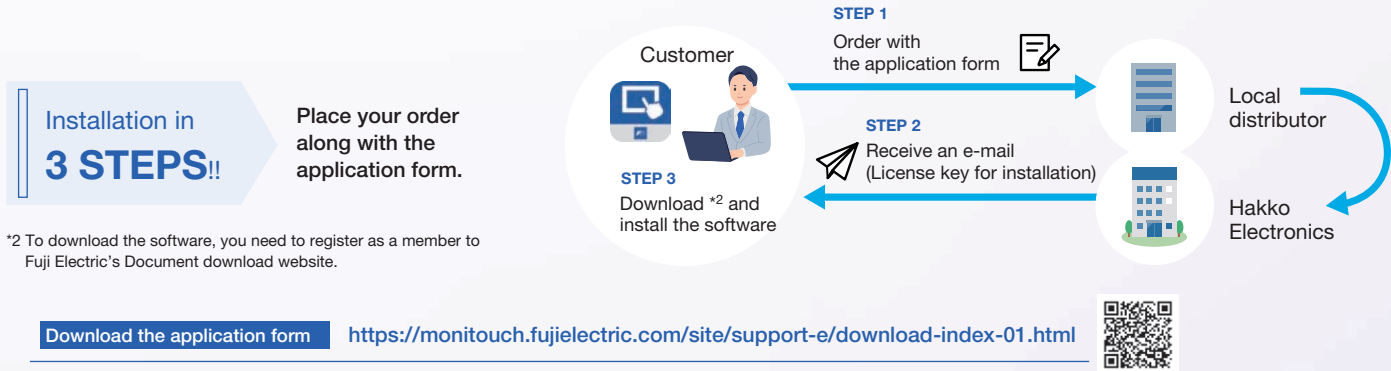 Installation in
3 STEPS!!
Place your order
along with the
application form.
*2 To download the software, you need to register as a member to
Fuji Electric's Document download website.
Customer
STEP 1
Order with
the application form
STEP 2
Receive an e-mail
(License key for installation)
STEP 3
Download *2 and
install the software
Local
distributor
Hakko
Electronics
Download the application form
https://monitouch.fujielectric.com/site/support-e/download-index-01.html